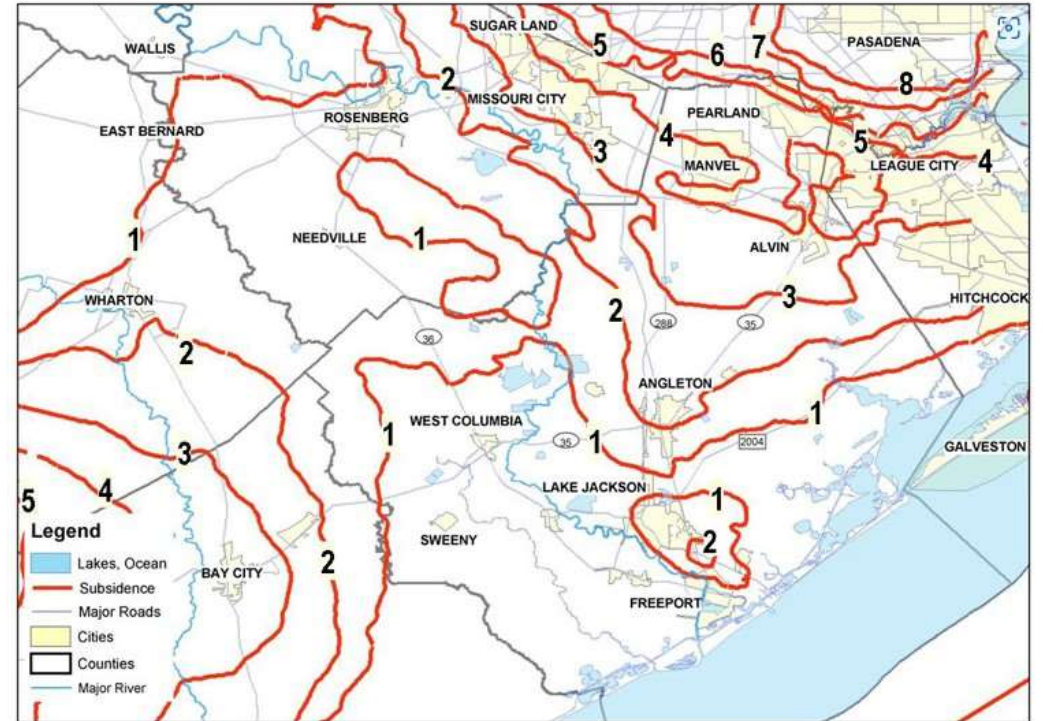 SUGAR LAND
5
6
7
PASADENA
WALLIS
2
8
MISSOURI CITY
PEARLAND
ROSENBERG
EAST BERNARD
4
5
3
MANVEL
LEAGUE CITY
4
1
NEEDVILLE
1
ALVIN
WHARTON
3
HITCHCOCK
2
288
35
36
2
ANGLETON
WEST COLUMBIA
1
1
35
1
2004
GALVESTON
3
4
5
LAKE JACKSON
1
Legend
SWEENY
2
Lakes, Ocean
2
Subsidence
BAY CITY
Major Roads
FREEPORT
Cities
Counties
Major River